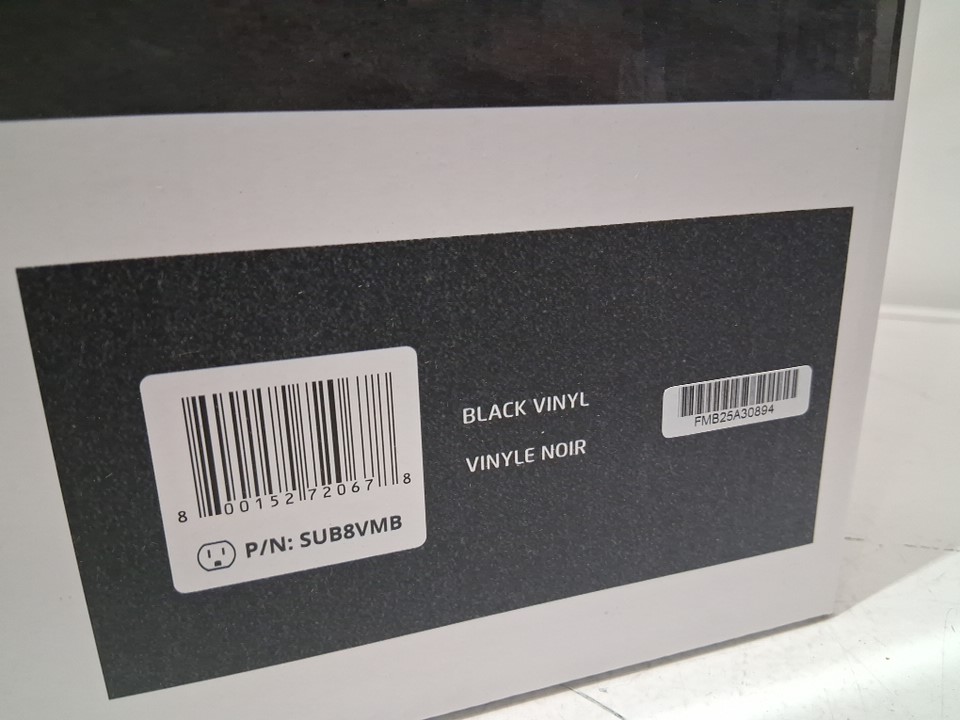 8 00152 72067 8
P/N: SUB8VMB
BLACK VINYL
VINYLE NOIR
FMB25A30894